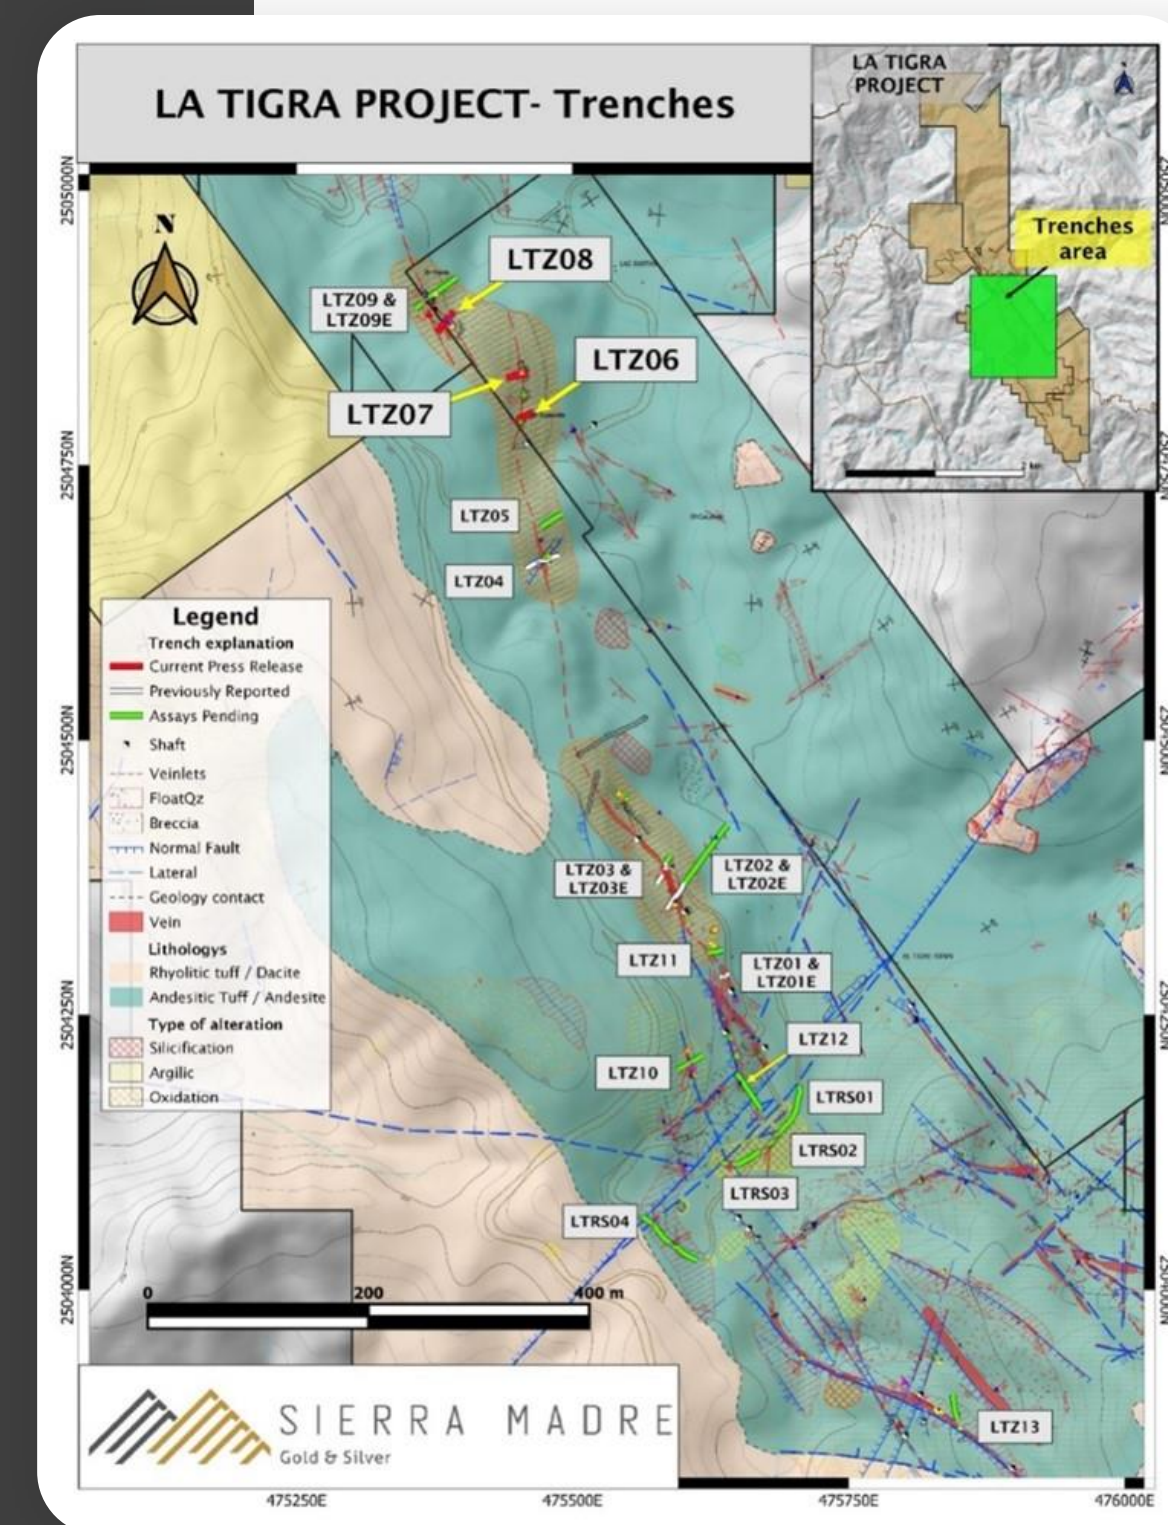 LA TIGRA PROJECT- Trenches
LA TIGRA
PROJECT
N
Trenches
area
2505000N
2504750N
2504500N
2504250N
2504000N
N
LTZ08
LTZ09 &
LTZ09E
LTZ06
LTZ07
LTZ05
LTZ04
Legend
Trench explanation
Current Press Release
Previously Reported
Assays Pending
Shaft
Veinlets
FloatQz
Breccia
Normal Fault
Lateral
Geology contact
Vein
Lithologys
Rhyolitic tuff / Dacite
Andesitic Tuff / Andesite
Type of alteration
Silicification
Argilic
Oxidation
LTZ03 &
LTZ03E
LTZ02 &
LTZ02E
LTZ11
LTZ01 &
LTZ01E
LTZ12
LTZ10
LTRS01
LTRS02
LTRS03
LTRS04
0 200 400 m
LTZ13
SIERRA MADRE
Gold & Silver
475250E 475500E 475750E 476000E